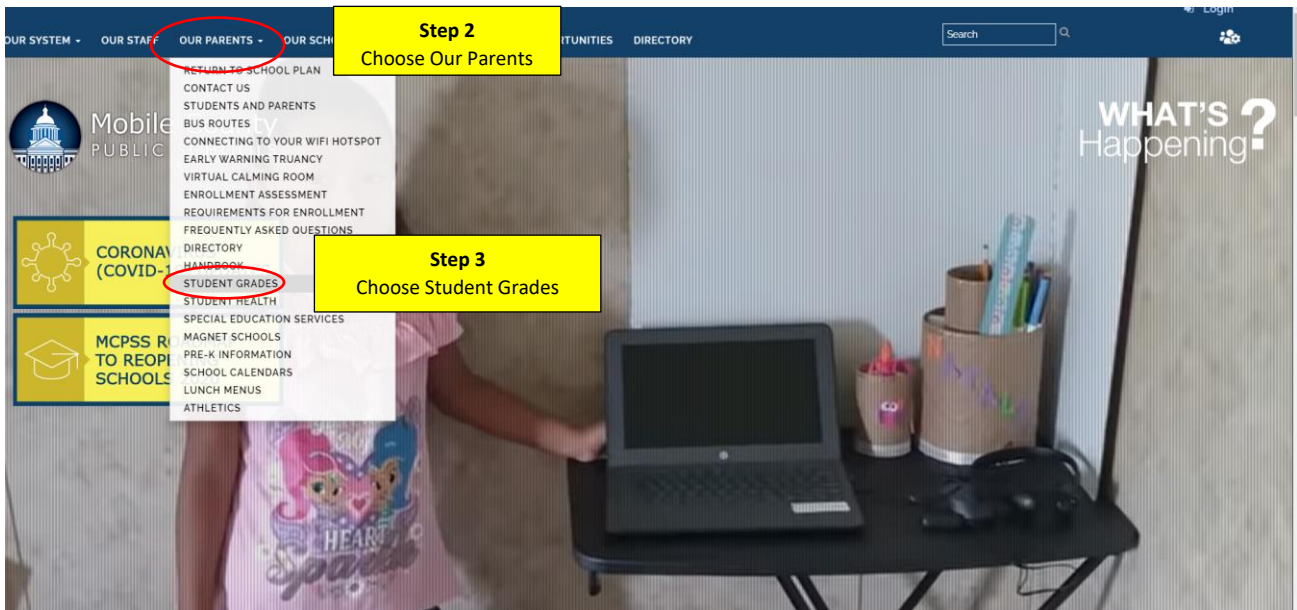 Login
OUR SYSTEM OUR STAFF OUR PARENTS OUR SCH
Step 2
Choose Our Parents
RTUNITIES DIRECTORY
Search
RETURN TO SCHOOL PLAN
CONTACT US
STUDENTS AND PARENTS
BUS ROUTES
CONNECTING TO YOUR WIFI HOTSPOT
EARLY WARNING TRUANCY
VIRTUAL CALMING ROOM
ENROLLMENT ASSESSMENT
REQUIREMENTS FOR ENROLLMENT
FREQUENTLY ASKED QUESTIONS
DIRECTORY
HANDBOOK
STUDENT GRADES
STUDENT HEALTH
SPECIAL EDUCATION SERVICES
MAGNET SCHOOLS
PRE-K INFORMATION
SCHOOL CALENDARS
LUNCH MENUS
ATHLETICS
Mobile
PUBLIC
WHAT'S
Happening?
Step 3
Choose Student Grades
CORONAV
(COVID-1
MCPSS R
TO REOPE
SCHOOLS 2020
HEART